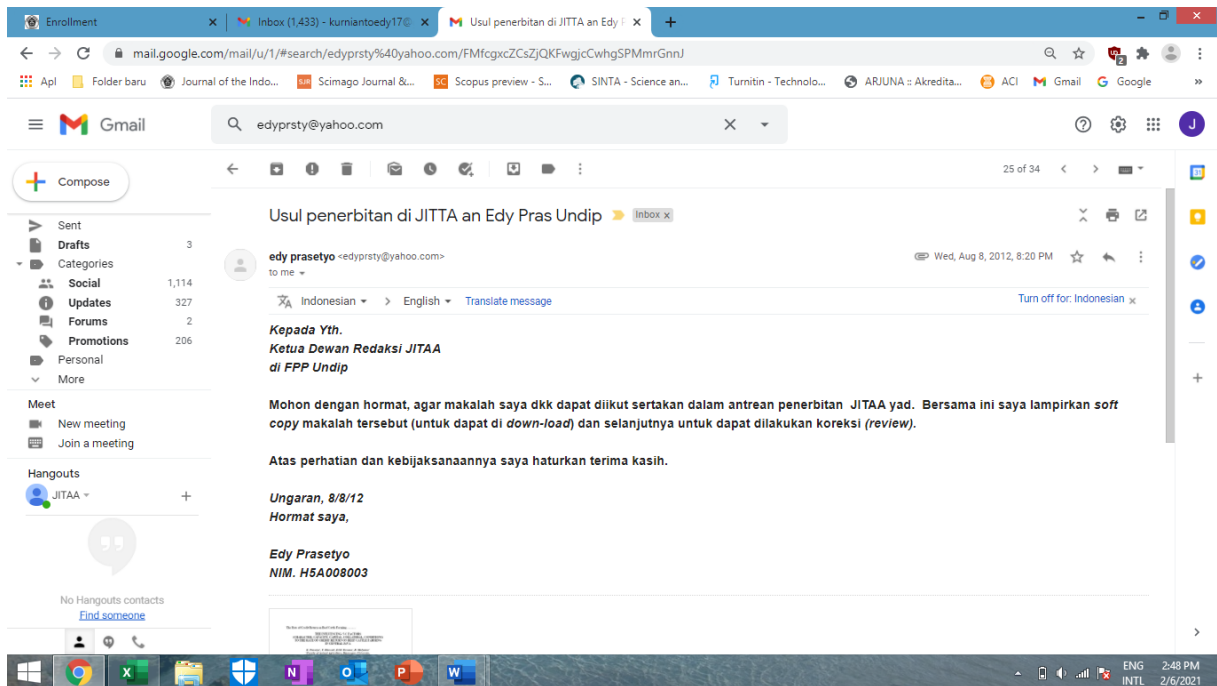 Enrollment
Inbox (1,433) - kurniantoedy17@
Usul penerbitan di JITTA an Edy P
mail.google.com/mail/u/1/#search/edyprsty%40yahoo.com/FMfcgxcZCsZjQKFwgjcCwhgSPMmrGnnJ
Apl
Folder baru
Journal of the Indo...
Scimago Journal &...
Scopus preview - S...
SINTA - Science an...
Turnitin - Technolo...
ARJUNA :: Akredita...
ACI
Gmail
Google
»
Gmail
edyprsty@yahoo.com
J
Compose
25 of 34
Sent
Drafts 3
Categories
Social 1,114
Updates 327
Forums 2
Promotions 206
Personal
More
Meet
New meeting
Join a meeting
Hangouts
JITAA
No Hangouts contacts
Find someone
Usul penerbitan di JITTA an Edy Pras Undip Inbox x
edy prasetyo <edyprsty@yahoo.com>
Wed, Aug 8, 2012, 8:20 PM
to me
Indonesian > English Translate message
Turn off for: Indonesian x
Kepada Yth.
Ketua Dewan Redaksi JITAA
di FPP Undip
Mohon dengan hormat, agar makalah saya dkk dapat diikut sertakan dalam antrean penerbitan JITAA yad. Bersama ini saya lampirkan soft
copy makalah tersebut (untuk dapat di down-load) dan selanjutnya untuk dapat dilakukan koreksi (review).
Atas perhatian dan kebijaksanaannya saya haturkan terima kasih.
Ungaran, 8/8/12
Hormat saya,
Edy Prasetyo
NIM. H5A008003
31
ENG
INTL
2:48 PM
2/6/2021